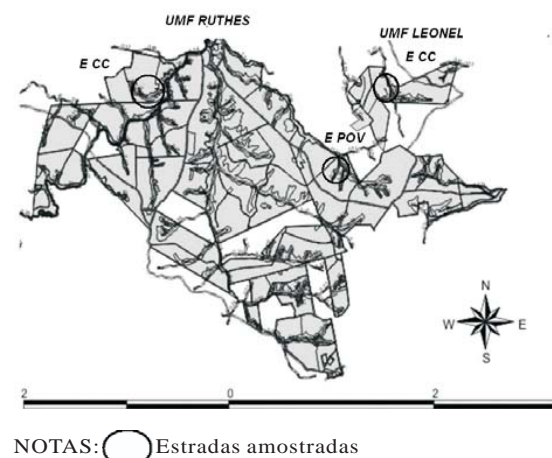 UMF RUTHES
UMF LEONEL
E CC
E CC
E POV
N
W E
S
2 0 2
NOTAS: Estradas amostradas